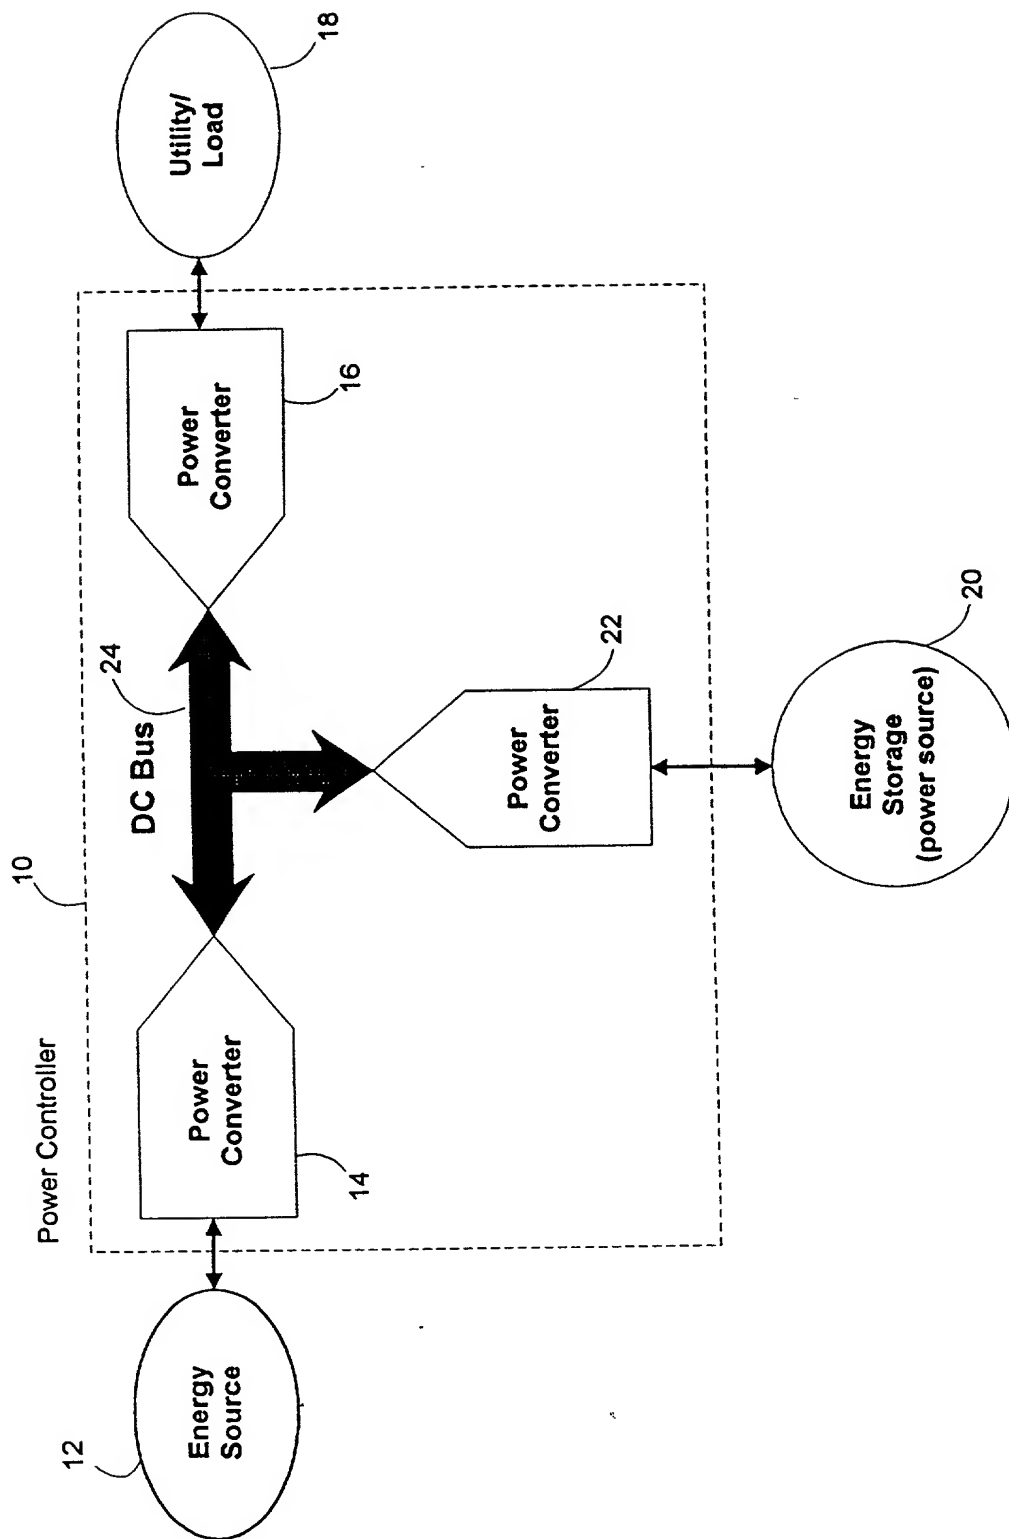 Power Controller
10
DC Bus
24
12
Energy
Source
Power
Converter
14
Power
Converter
16
Utility/
Load
18
Power
Converter
22
Energy
Storage
(power source)
20